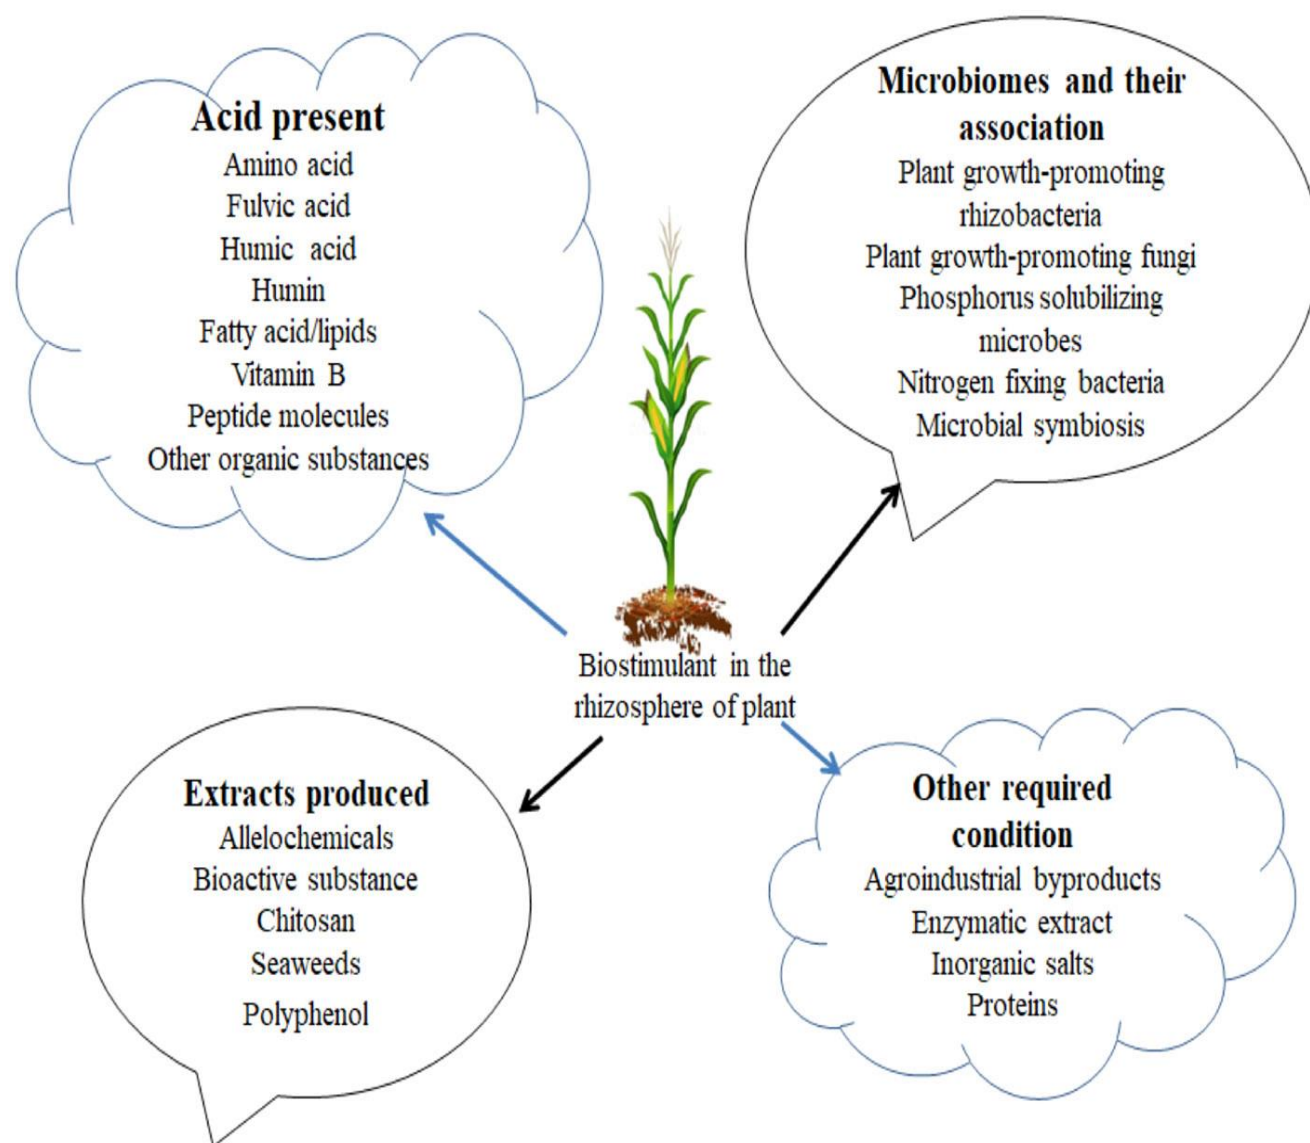 Acid present
Amino acid
Fulvic acid
Humic acid
Humin
Fatty acid/lipids
Vitamin B
Peptide molecules
Other organic substances
Microbiomes and their
association
Plant growth-promoting
rhizobacteria
Plant growth-promoting fungi
Phosphorus solubilizing
microbes
Nitrogen fixing bacteria
Microbial symbiosis
Biostimulant in the
rhizosphere of plant
Extracts produced
Allelochemicals
Bioactive substance
Chitosan
Seaweeds
Polyphenol
Other required
condition
Agroindustrial byproducts
Enzymatic extract
Inorganic salts
Proteins